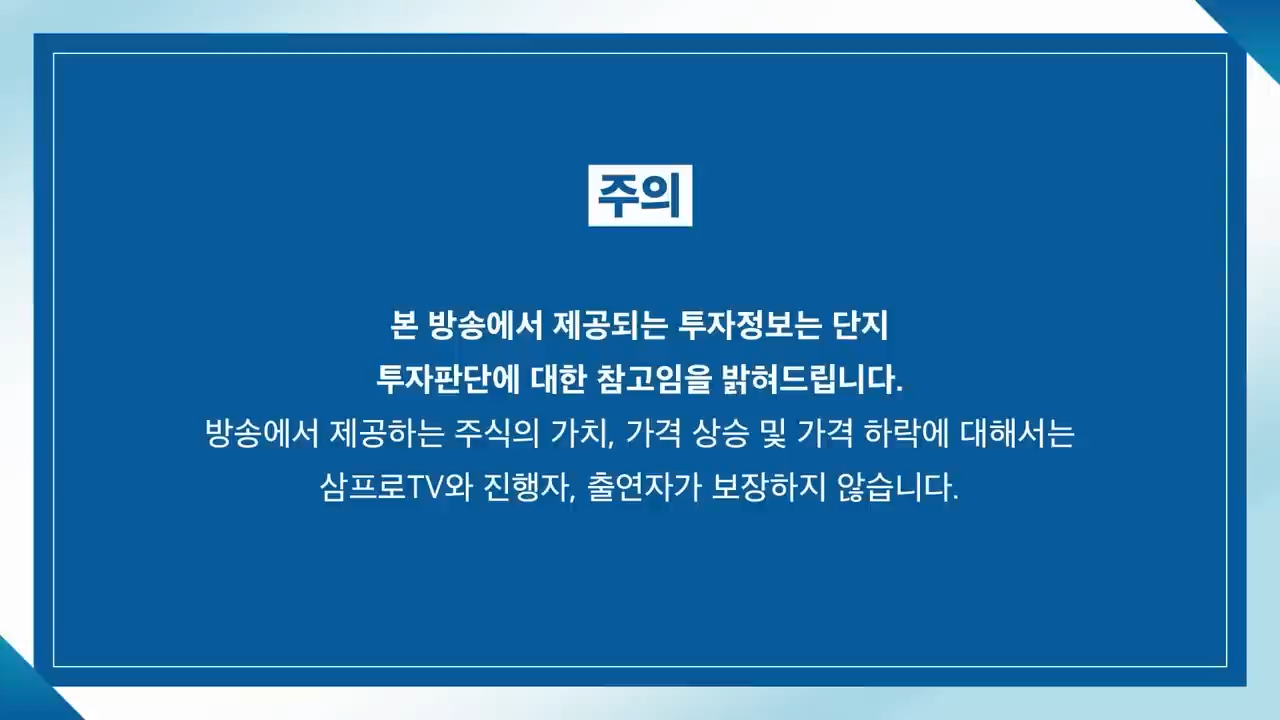 주의
본 방송에서 제공되는 투자정보는 단지
투자판단에 대한 참고임을 밝혀드립니다.
방송에서 제공하는 주식의 가치, 가격 상승 및 가격 하락에 대해서는
삼프로TV와 진행자, 출연자가 보장하지 않습니다.